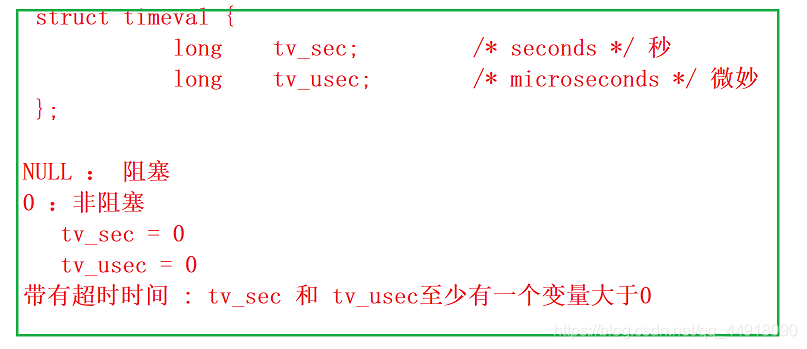 struct timeval {
long tv_sec; /* seconds */ 秒
long tv_usec; /* microseconds */ 微妙
};
NULL : 阻塞
0 : 非阻塞
tv_sec = 0
tv_usec = 0
带有超时时间 : tv_sec 和 tv_usec至少有一个变量大于0
https://blog.csdn.net/qq_44918090